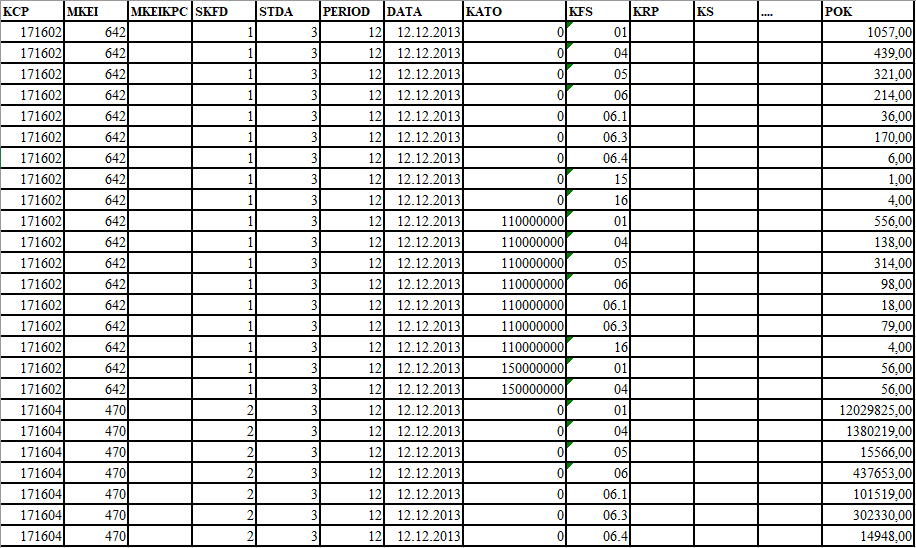 KCP MKEI MKEIKPC SKFD STDA PERIOD DATA KATO KFS KRP KS .... POK
171602 642 1 3 12 12.12.2013 0 01 1057,00
171602 642 1 3 12 12.12.2013 0 04 439,00
171602 642 1 3 12 12.12.2013 0 05 321,00
171602 642 1 3 12 12.12.2013 0 06 214,00
171602 642 1 3 12 12.12.2013 0 06.1 36,00
171602 642 1 3 12 12.12.2013 0 06.3 170,00
171602 642 1 3 12 12.12.2013 0 06.4 6,00
171602 642 1 3 12 12.12.2013 0 15 1,00
171602 642 1 3 12 12.12.2013 0 16 4,00
171602 642 1 3 12 12.12.2013 110000000 01 556,00
171602 642 1 3 12 12.12.2013 110000000 04 138,00
171602 642 1 3 12 12.12.2013 110000000 05 314,00
171602 642 1 3 12 12.12.2013 110000000 06 98,00
171602 642 1 3 12 12.12.2013 110000000 06.1 18,00
171602 642 1 3 12 12.12.2013 110000000 06.3 79,00
171602 642 1 3 12 12.12.2013 110000000 16 4,00
171602 642 1 3 12 12.12.2013 150000000 01 56,00
171602 642 1 3 12 12.12.2013 150000000 04 56,00
171604 470 2 3 12 12.12.2013 0 01 12029825,00
171604 470 2 3 12 12.12.2013 0 04 1380219,00
171604 470 2 3 12 12.12.2013 0 05 15566,00
171604 470 2 3 12 12.12.2013 0 06 437653,00
171604 470 2 3 12 12.12.2013 0 06.1 101519,00
171604 470 2 3 12 12.12.2013 0 06.3 302330,00
171604 470 2 3 12 12.12.2013 0 06.4 14948,00